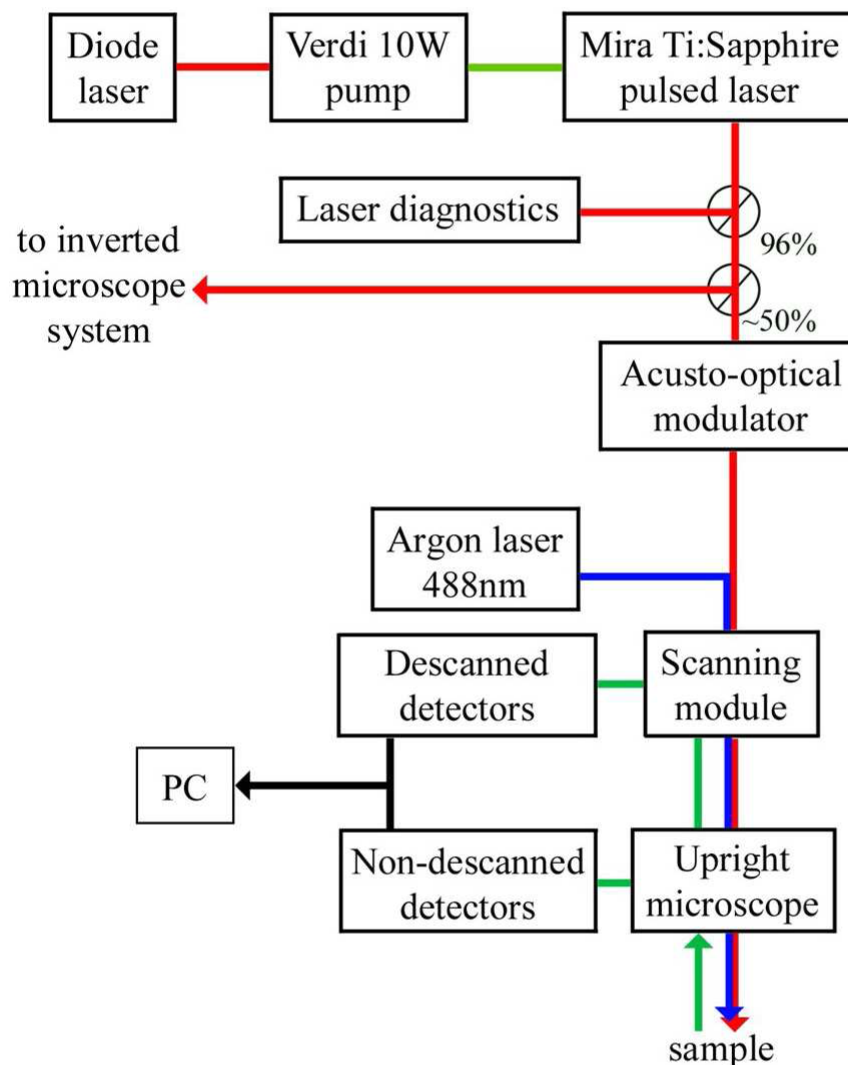 Diode
laser
Verdi 10W
pump
Mira Ti:Sapphire
pulsed laser
Laser diagnostics
96%
to inverted
microscope
system
~50%
Acusto-optical
modulator
Argon laser
488nm
Descanned
detectors
Scanning
module
PC
Non-descanned
detectors
Upright
microscope
sample